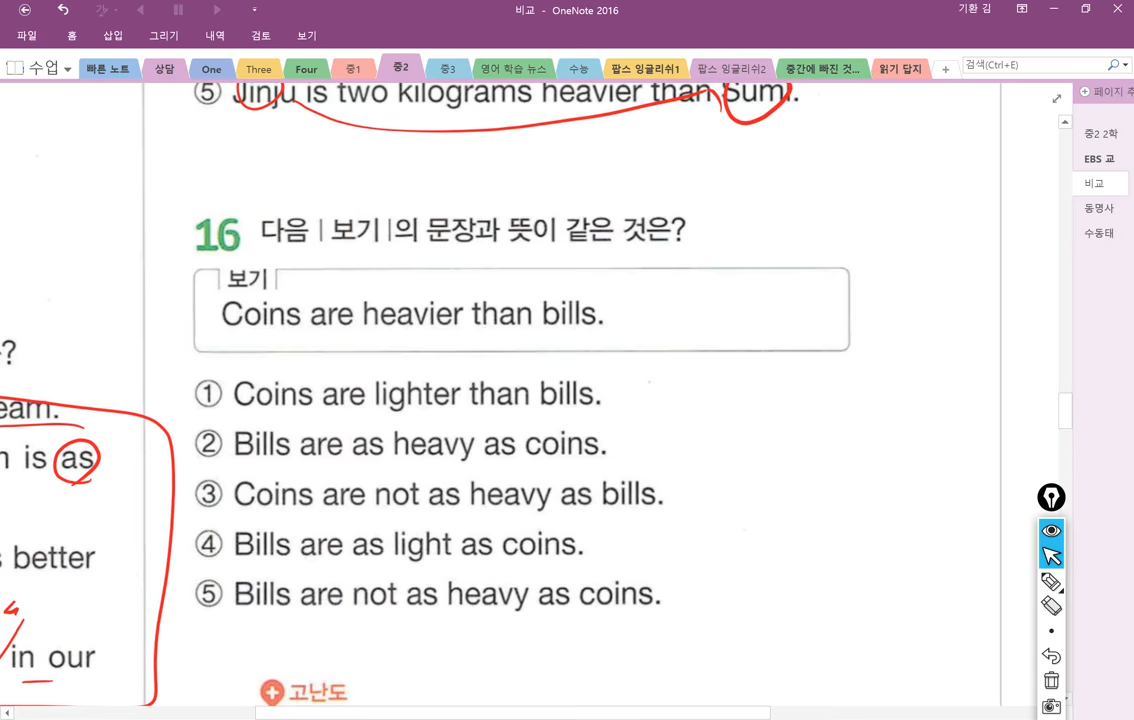 비교 - OneNote 2016
기환 김
파일 홈 삽입 그리기 내역 검토 보기
수업 빠른 노트 상담 One Three Four 중1 중2 중3 영어 학습 뉴스 수능 팝스 잉글리쉬1 팝스 잉글리쉬2 중간에 빠진 것... 읽기 답지 + 검색(Ctrl+E)
페이지 추
중2 2학
EBS 교
비교
동명사
수동태
⑤ Jinju is two kilograms heavier than Sumi.
16 다음 | 보기 |의 문장과 뜻이 같은 것은?
| 보기 |
Coins are heavier than bills.
① Coins are lighter than bills.
② Bills are as heavy as coins.
③ Coins are not as heavy as bills.
④ Bills are as light as coins.
⑤ Bills are not as heavy as coins.
고난도
?
eam.
is as
better
in our